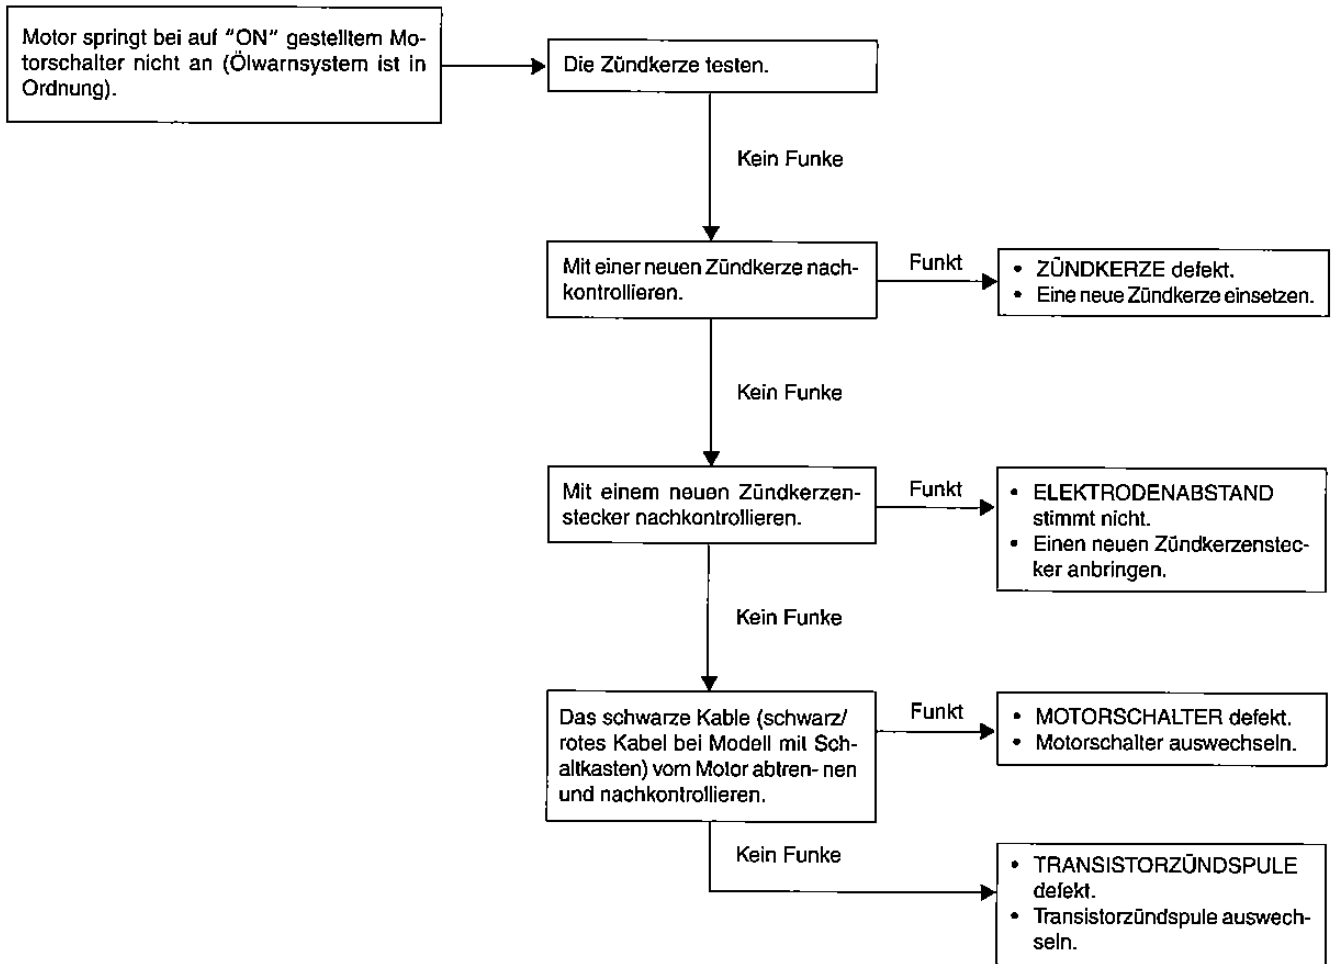 Motor springt bei auf "ON" gestelltem Mo-
torschalter nicht an (Ölwarnsystem ist in
Ordnung).
Die Zündkerze testen.
Kein Funke
Mit einer neuen Zündkerze nach-
kontrollieren.
Funkt
• ZÜNDKERZE defekt.
• Eine neue Zündkerze einsetzen.
Kein Funke
Mit einem neuen Zündkerzen-
stecker nachkontrollieren.
Funkt
• ELEKTRODENABSTAND
stimmt nicht.
• Einen neuen Zündkerzenstec-
ker anbringen.
Kein Funke
Das schwarze Kable (schwarz/
rotes Kabel bei Modell mit Sch-
altkasten) vom Motor abtren- nen
und nachkontrollieren.
Funkt
• MOTORSCHALTER defekt.
• Motorschalter auswechseln.
Kein Funke
• TRANSISTORZÜNDSPULE
defekt.
• Transistorzündspule auswech-
seln.